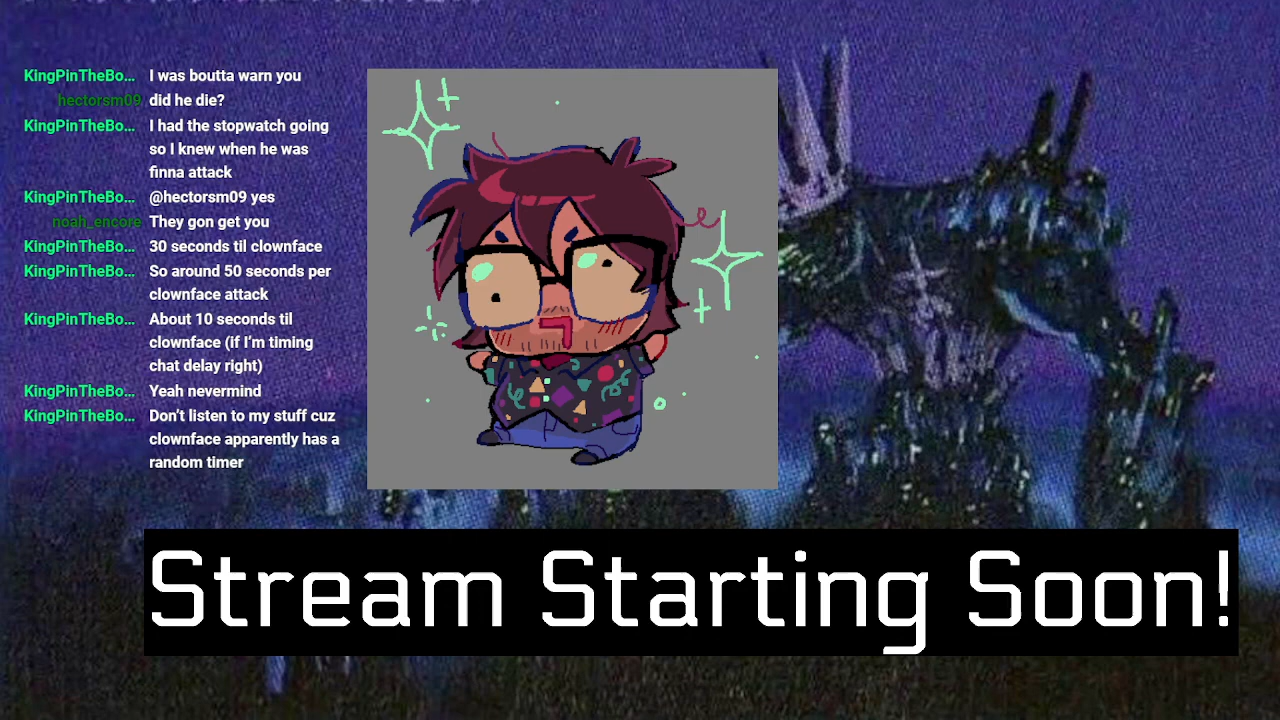 KingPinTheBo... I was boutta warn you
hectorsm09 did he die?
KingPinTheBo... I had the stopwatch going
so I knew when he was
finna attack
KingPinTheBo... @hectorsm09 yes
noah_encore They gon get you
KingPinTheBo... 30 seconds til clownface
KingPinTheBo... So around 50 seconds per
clownface attack
KingPinTheBo... About 10 seconds til
clownface (if I'm timing
chat delay right)
KingPinTheBo... Yeah nevermind
KingPinTheBo... Don't listen to my stuff cuz
clownface apparently has a
random timer
Stream Starting Soon!